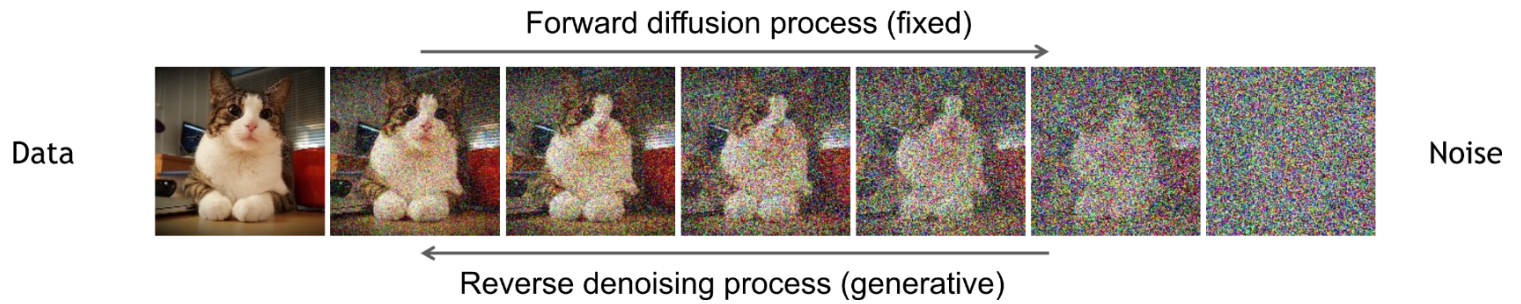 Forward diffusion process (fixed)
Data
Noise
Reverse denoising process (generative)